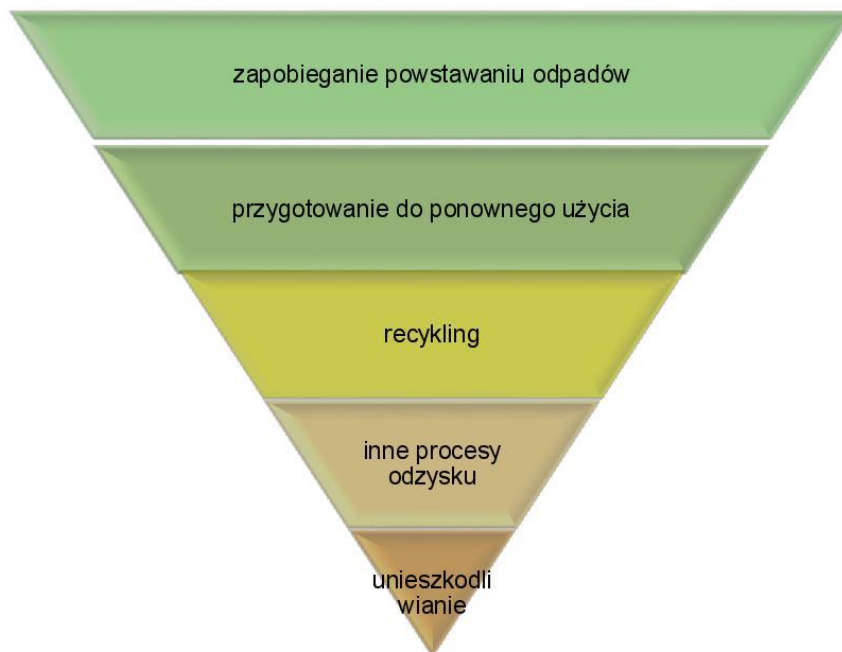 zapobieganie powstawaniu odpadów
przygotowanie do ponownego użycia
recykling
inne procesy
odzysku
unieszkodli
wianie